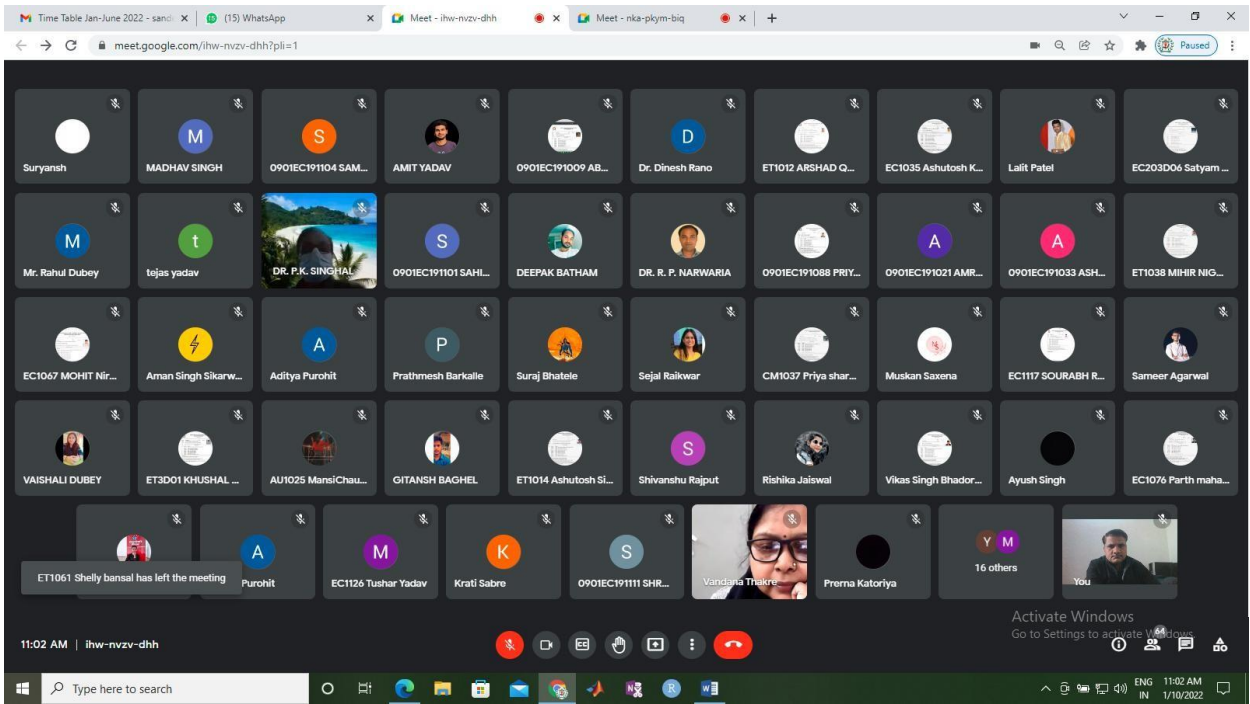 Time Table Jan-June 2022 - sand
(15) WhatsApp
Meet - ihw-nvzv-dhh
Meet - nka-pkym-biq
meet.google.com/ihw-nvzv-dhh?pli=1
Paused
Suryansh
M
MADHAV SINGH
S
0901EC191104 SAM...
AMIT YADAV
0901EC191009 AB...
D
Dr. Dinesh Rano
ET1012 ARSHAD Q...
EC1035 Ashutosh K...
Lalit Patel
EC203D06 Satyam ...
M
Mr. Rahul Dubey
t
tejas yadav
DR. P.K. SINGHAL
S
0901EC191101 SAHI...
DEEPAK BATHAM
DR. R. P. NARWARIA
0901EC191088 PRIY...
A
0901EC191021 AMR...
A
0901EC191033 ASH...
ET1038 MIHIR NIG...
EC1067 MOHIT Nir...
Aman Singh Sikarw...
A
Aditya Purohit
P
Prathmesh Barkalle
Suraj Bhatele
Sejal Raikwar
CM1037 Priya shar...
Muskan Saxena
EC1117 SOURABH R...
Sameer Agarwal
VAISHALI DUBEY
ET3D01 KHUSHAL ...
AU1025 MansiChau...
GITANSH BAGHEL
ET1014 Ashutosh Si...
S
Shivanshu Rajput
Rishika Jaiswal
Vikas Singh Bhador...
Ayush Singh
EC1076 Parth maha...
ET1061 Shelly bansal has left the meeting
A
Purohit
M
EC1126 Tushar Yadav
K
Krati Sabre
S
0901EC191111 SHR...
Vandana Thakre
Prerna Katoriya
Y M
16 others
You
Activate Windows
Go to Settings to activate Windows.
11:02 AM | ihw-nvzv-dhh
64
Type here to search
R
ENG
IN
11:02 AM
1/10/2022